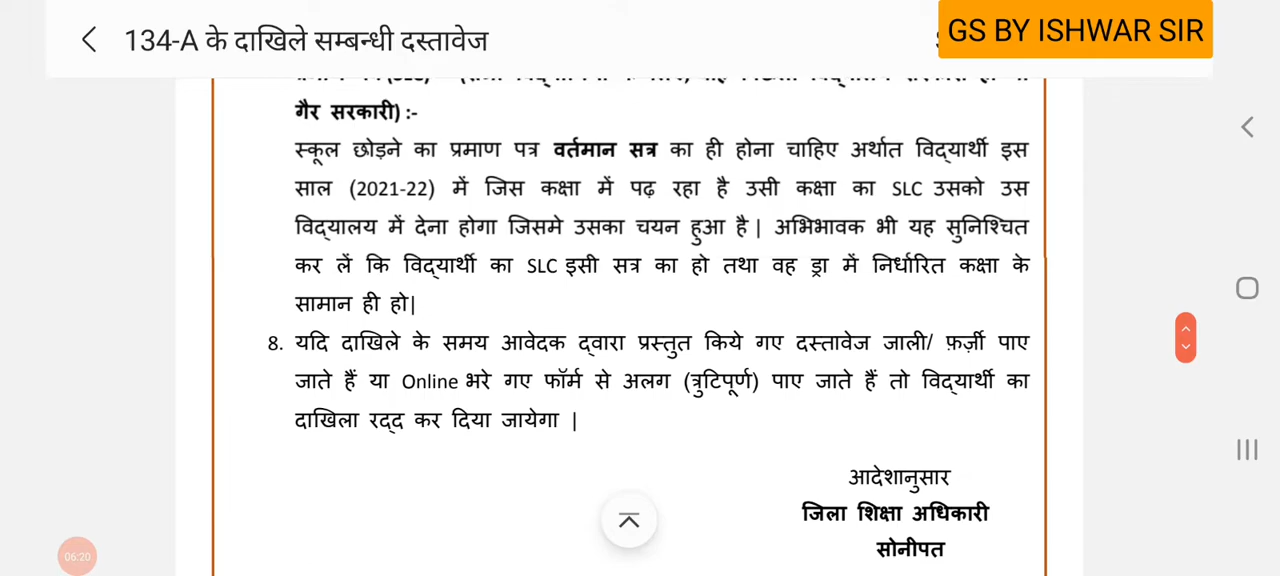 134-A के दाखिले सम्बन्धी दस्तावेज
GS BY ISHWAR SIR
गैर सरकारी) :-
स्कूल छोड़ने का प्रमाण पत्र वर्तमान सत्र का ही होना चाहिए अर्थात विद्यार्थी इस
साल (2021-22) में जिस कक्षा में पढ़ रहा है उसी कक्षा का SLC उसको उस
विद्यालय में देना होगा जिसमे उसका चयन हुआ है| अभिभावक भी यह सुनिश्चित
कर लें कि विद्यार्थी का SLC इसी सत्र का हो तथा वह ड्रा में निर्धारित कक्षा के
सामान ही हो|
8. यदि दाखिले के समय आवेदक द्वारा प्रस्तुत किये गए दस्तावेज जाली/ फ़र्ज़ी पाए
जाते हैं या Online भरे गए फॉर्म से अलग (त्रुटिपूर्ण) पाए जाते हैं तो विद्यार्थी का
दाखिला रद्द कर दिया जायेगा |
आदेशानुसार
जिला शिक्षा अधिकारी
सोनीपत
06:20